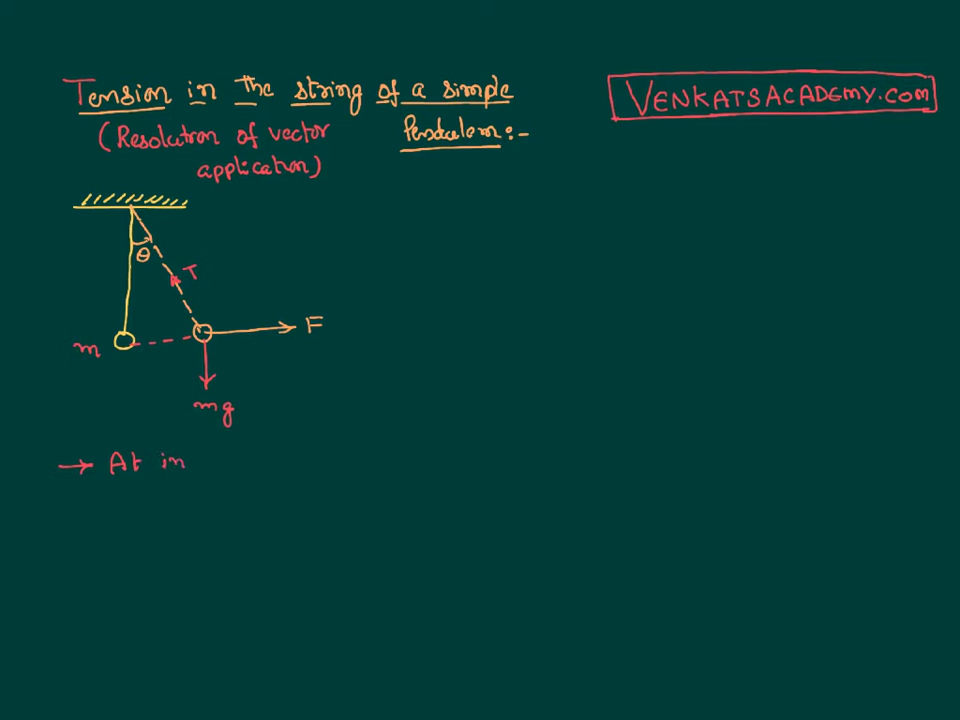 Tension in the string of a simple
Pendulum:-
VENKATSACADEMY.COM
(Resolution of vector
application)
θ
T
F
m
mg
→ At in